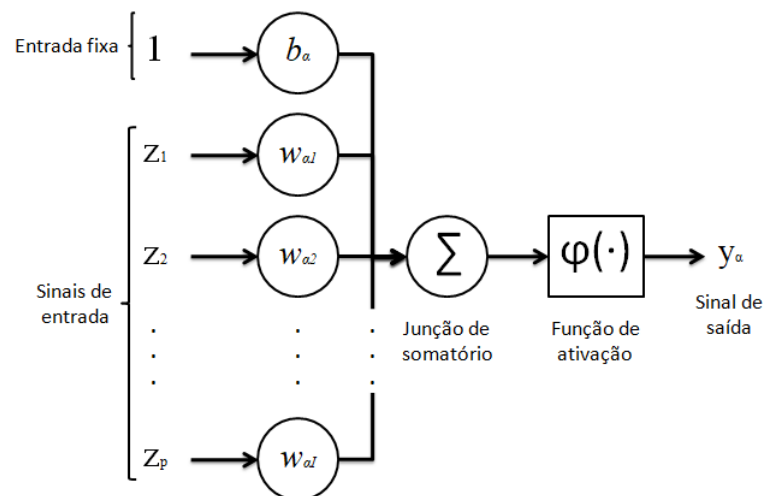 Entrada fixa
1
bα
Z1
wα1
Z2
wα2
Sinais de
entrada
Σ
φ(·)
yα
Junção de
somatório
Função de
ativação
Sinal de
saída
Zp
wαI